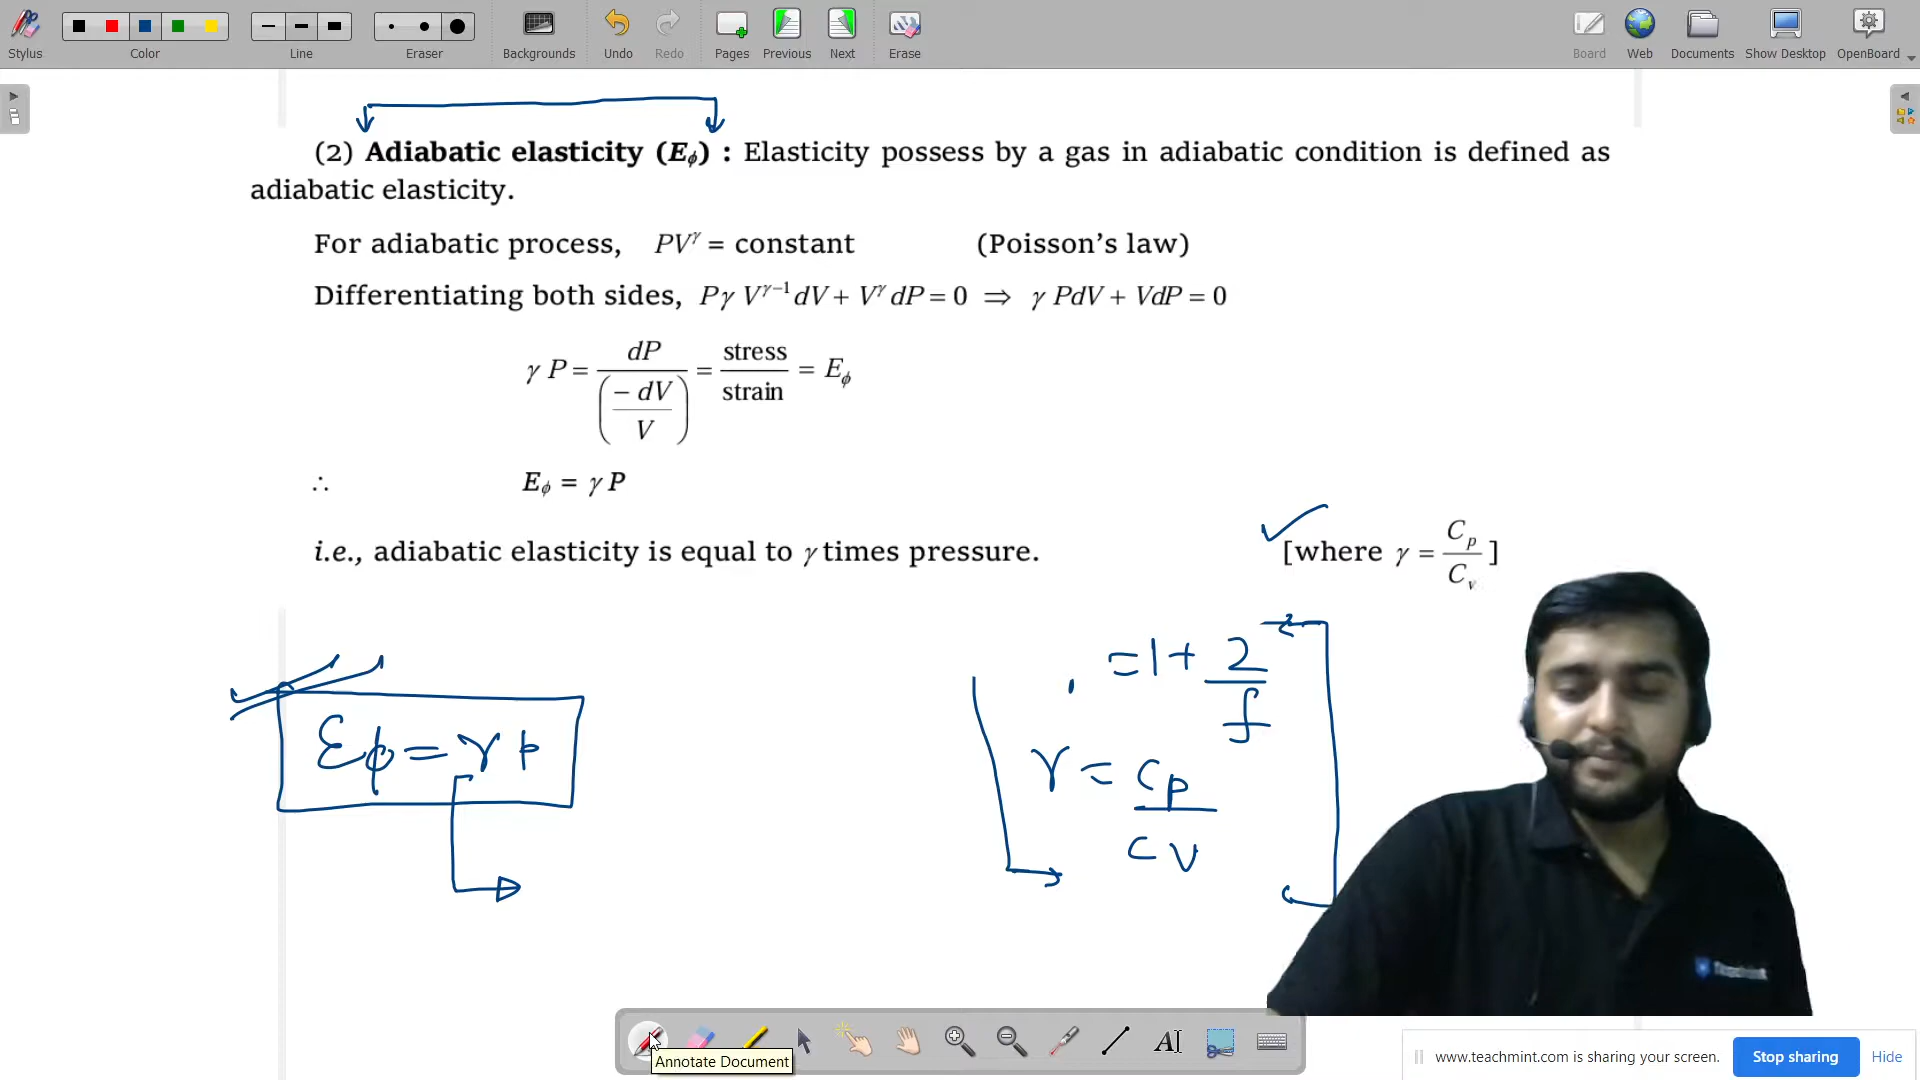 Stylus
Color
Line
Eraser
Backgrounds
Undo
Redo
Pages
Previous
Next
Erase
Board
Web
Documents
Show Desktop
OpenBoard
(2) Adiabatic elasticity (Eϕ) : Elasticity possess by a gas in adiabatic condition is defined as
adiabatic elasticity.
For adiabatic process, PV^γ = constant (Poisson’s law)
Differentiating both sides, Pγ V^γ−1 dV + V^γ dP = 0 ⇒ γ PdV + VdP = 0
γ P = dP / (− dV / V) = stress / strain = Eϕ
∴ Eϕ = γ P
i.e., adiabatic elasticity is equal to γ times pressure. [where γ = Cp / Cv ]
= 1 + 2 / f
Eϕ = γ P
γ = Cp / Cv
Annotate Document
www.teachmint.com is sharing your screen.
Stop sharing
Hide